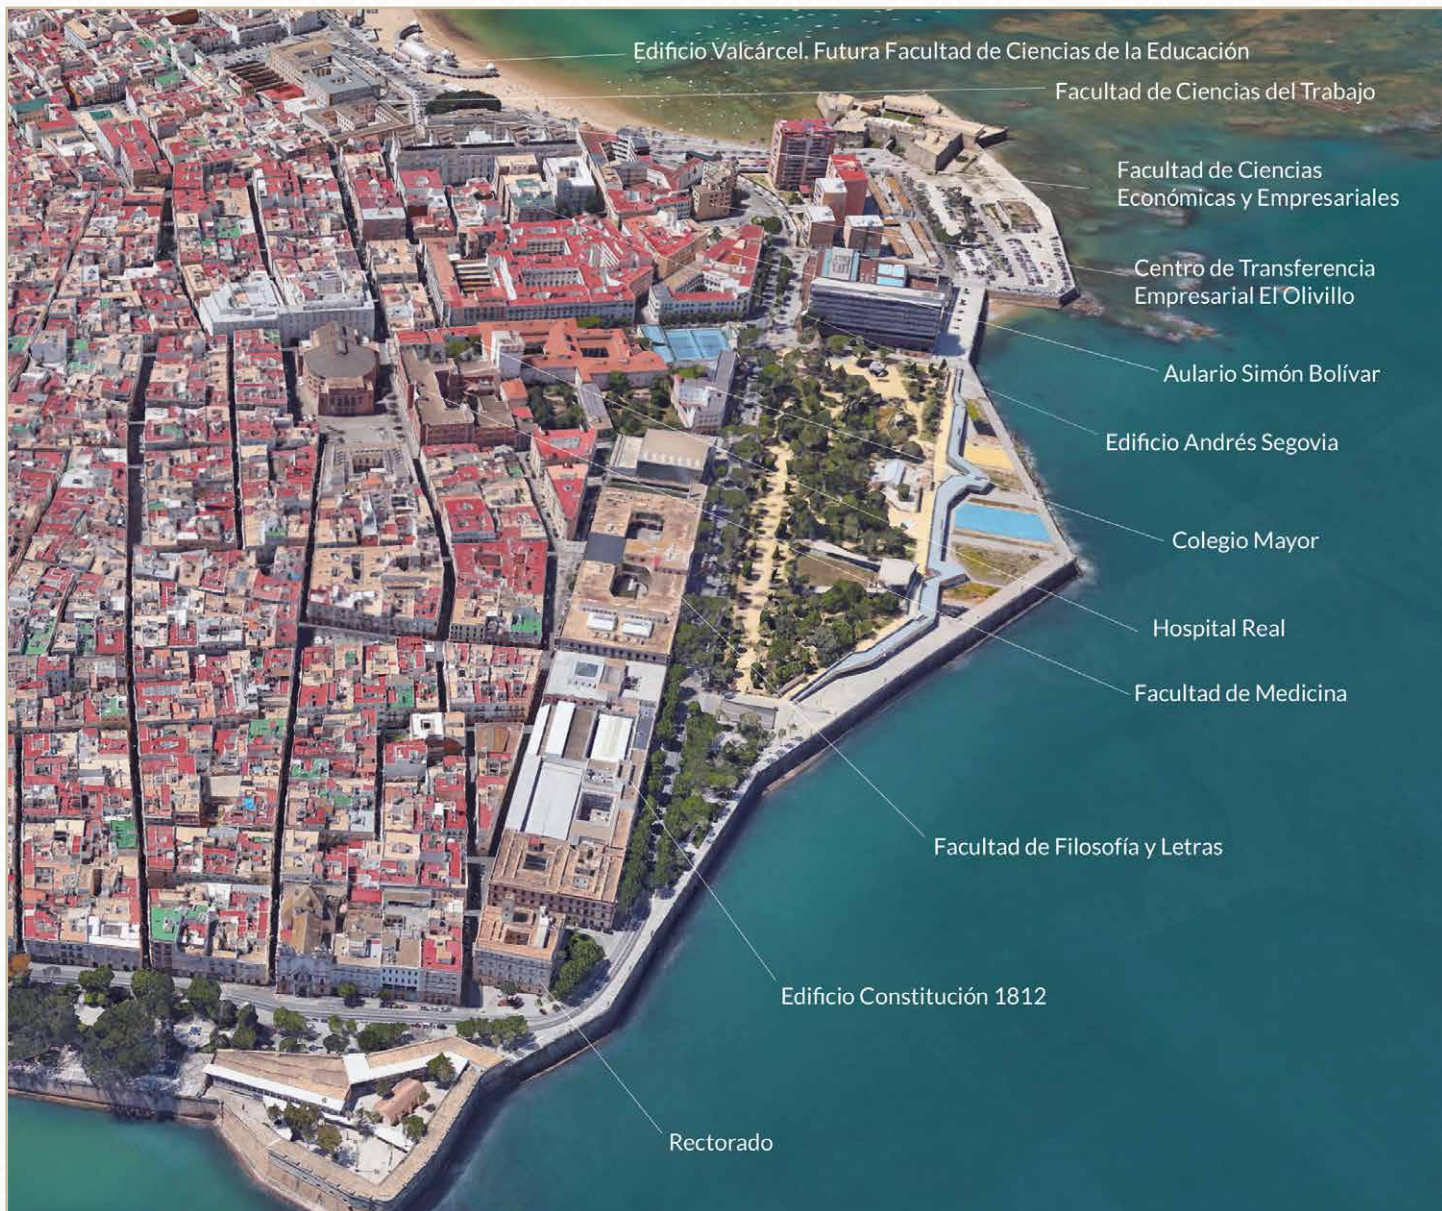 Edificio Valcárcel. Futura Facultad de Ciencias de la Educación
Facultad de Ciencias del Trabajo
Facultad de Ciencias
Económicas y Empresariales
Centro de Transferencia
Empresarial El Olivillo
Aulario Simón Bolívar
Edificio Andrés Segovia
Colegio Mayor
Hospital Real
Facultad de Medicina
Facultad de Filosofía y Letras
Edificio Constitución 1812
Rectorado